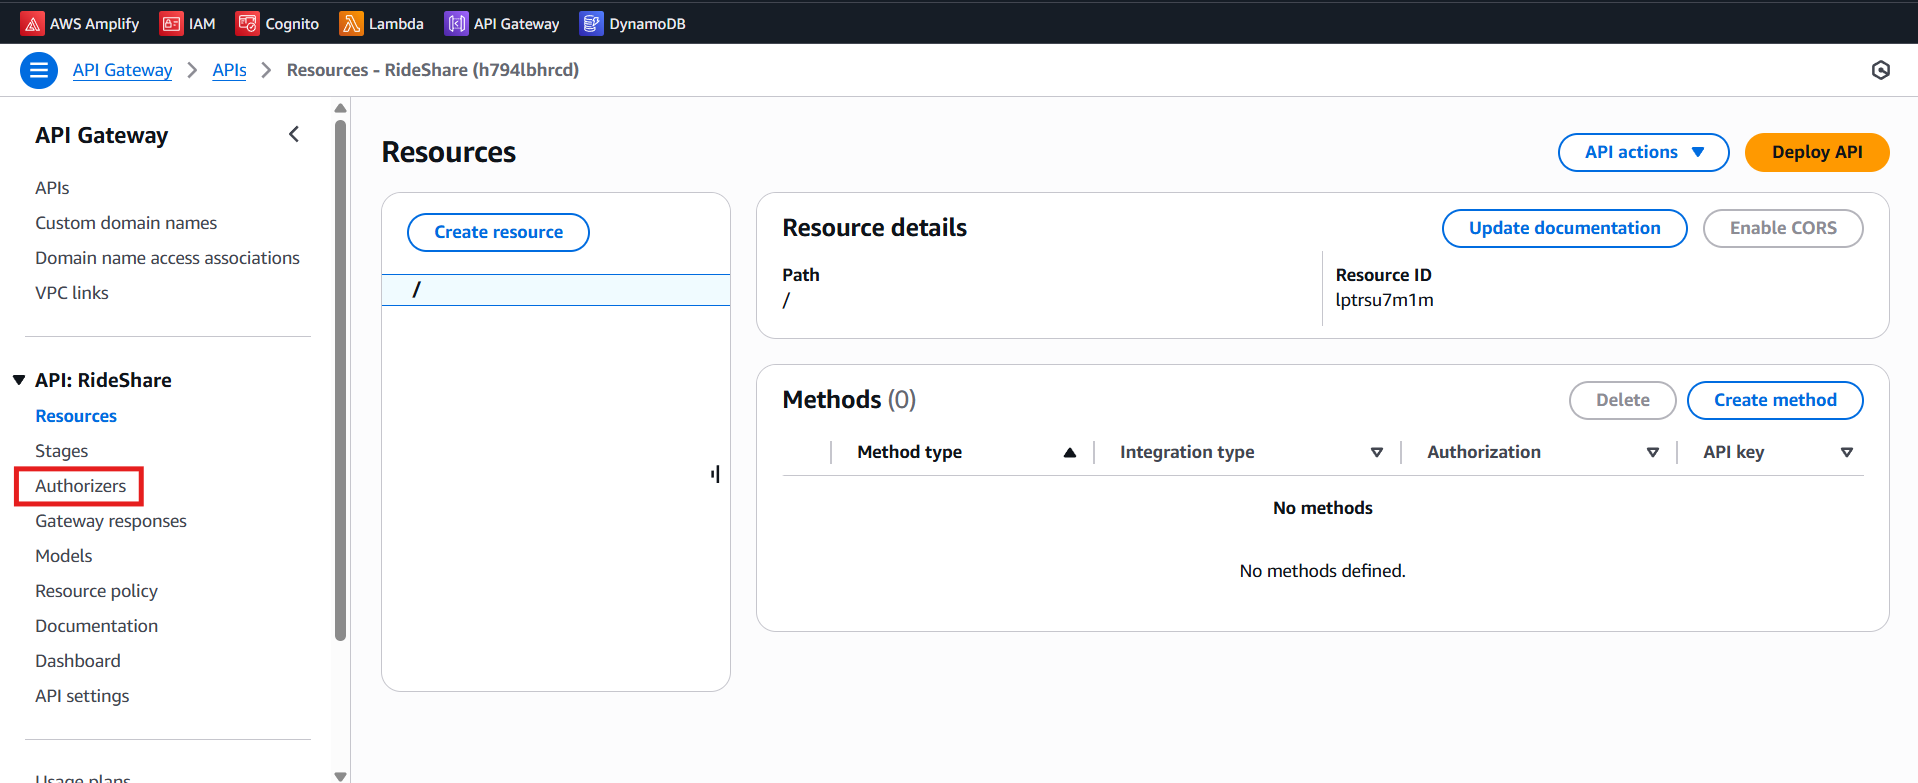 AWS Amplify IAM Cognito Lambda API Gateway DynamoDB
API Gateway > APIs > Resources - RideShare (h794lbhrcd)
API Gateway
APIs
Custom domain names
Domain name access associations
VPC links
API: RideShare
Resources
Stages
Authorizers
Gateway responses
Models
Resource policy
Documentation
Dashboard
API settings
Usage plans
Resources
API actions
Deploy API
Create resource
/
Resource details
Update documentation
Enable CORS
Path
/
Resource ID
lptrsu7m1m
Methods (0)
Delete
Create method
Method type Integration type Authorization API key
No methods
No methods defined.